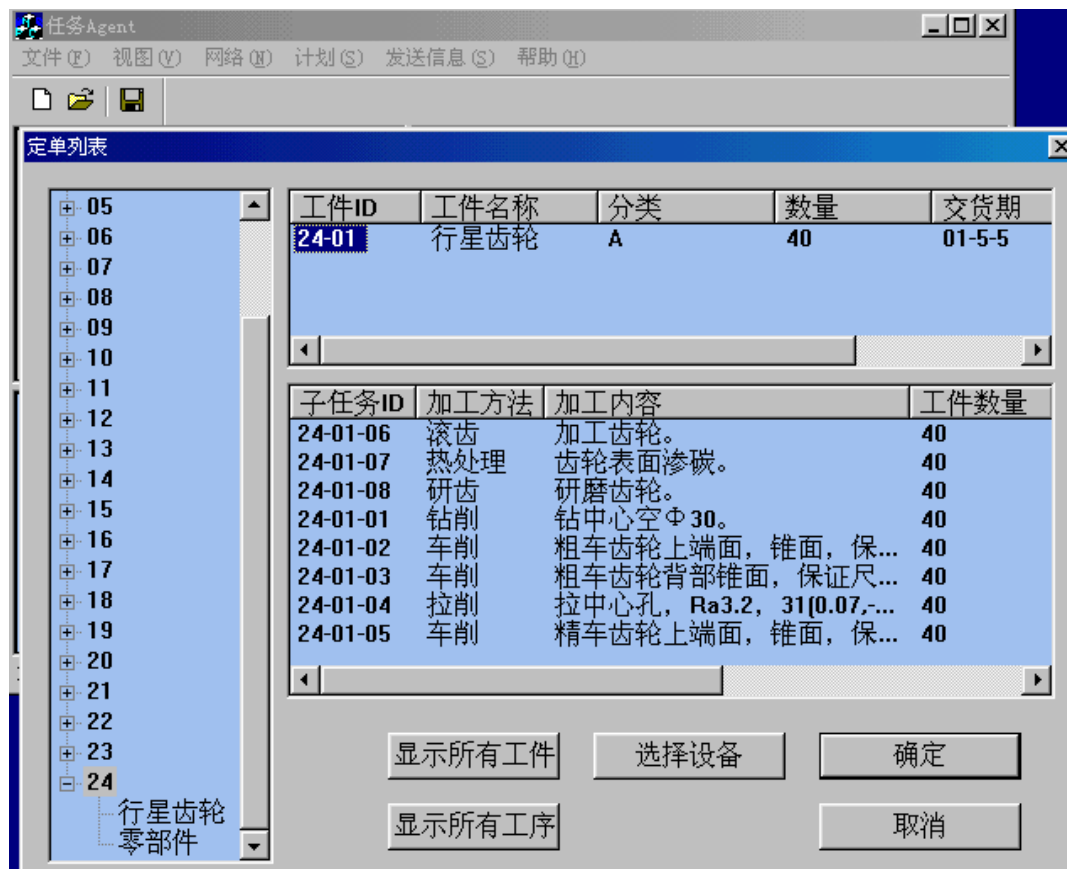 任务Agent
文件(F) 视图(V) 网络(N) 计划(S) 发送信息(S) 帮助(H)
定单列表
05
06
07
08
09
10
11
12
13
14
15
16
17
18
19
20
21
22
23
24
行星齿轮
零部件
工件ID 工件名称 分类 数量 交货期
24-01 行星齿轮 A 40 01-5-5
子任务ID 加工方法 加工内容 工件数量
24-01-06 滚齿 加工齿轮。 40
24-01-07 热处理 齿轮表面渗碳。 40
24-01-08 研齿 研磨齿轮。 40
24-01-01 钻削 钻中心空Φ30。 40
24-01-02 车削 粗车齿轮上端面，锥面，保... 40
24-01-03 车削 粗车齿轮背部锥面，保证尺... 40
24-01-04 拉削 拉中心孔，Ra3.2，31(0.07,-... 40
24-01-05 车削 精车齿轮上端面，锥面，保... 40
显示所有工件 选择设备 确定
显示所有工序 取消